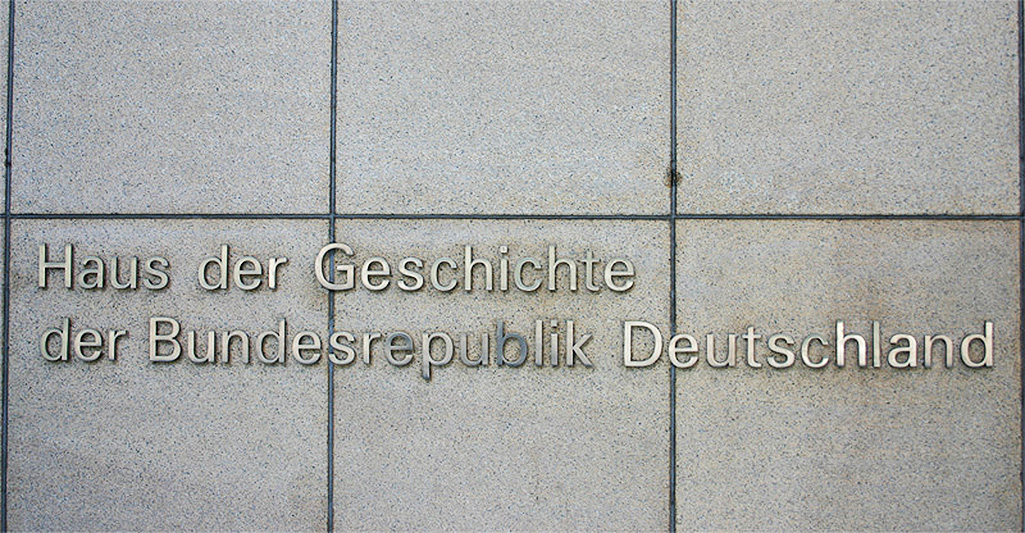 Haus der Geschichte
der Bundesrepublik Deutschland